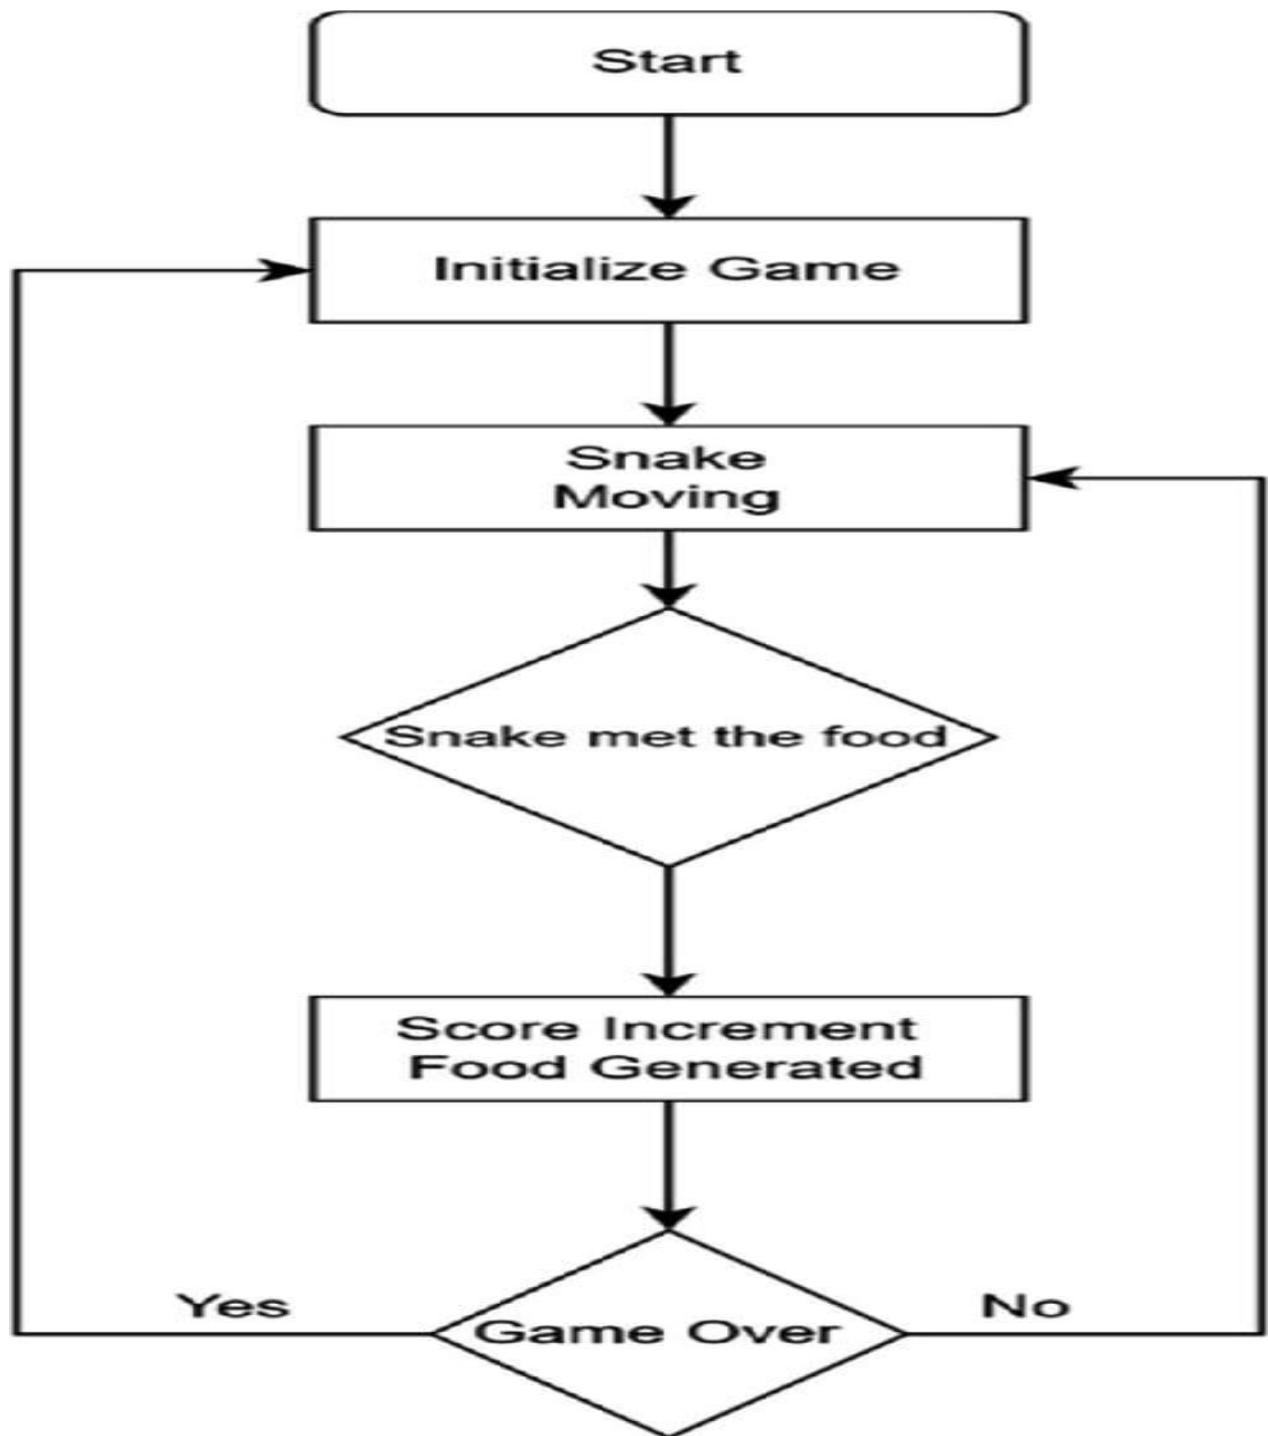 Start
Initialize Game
Snake
Moving
Snake met the food
Score Increment
Food Generated
Yes
No
Game Over